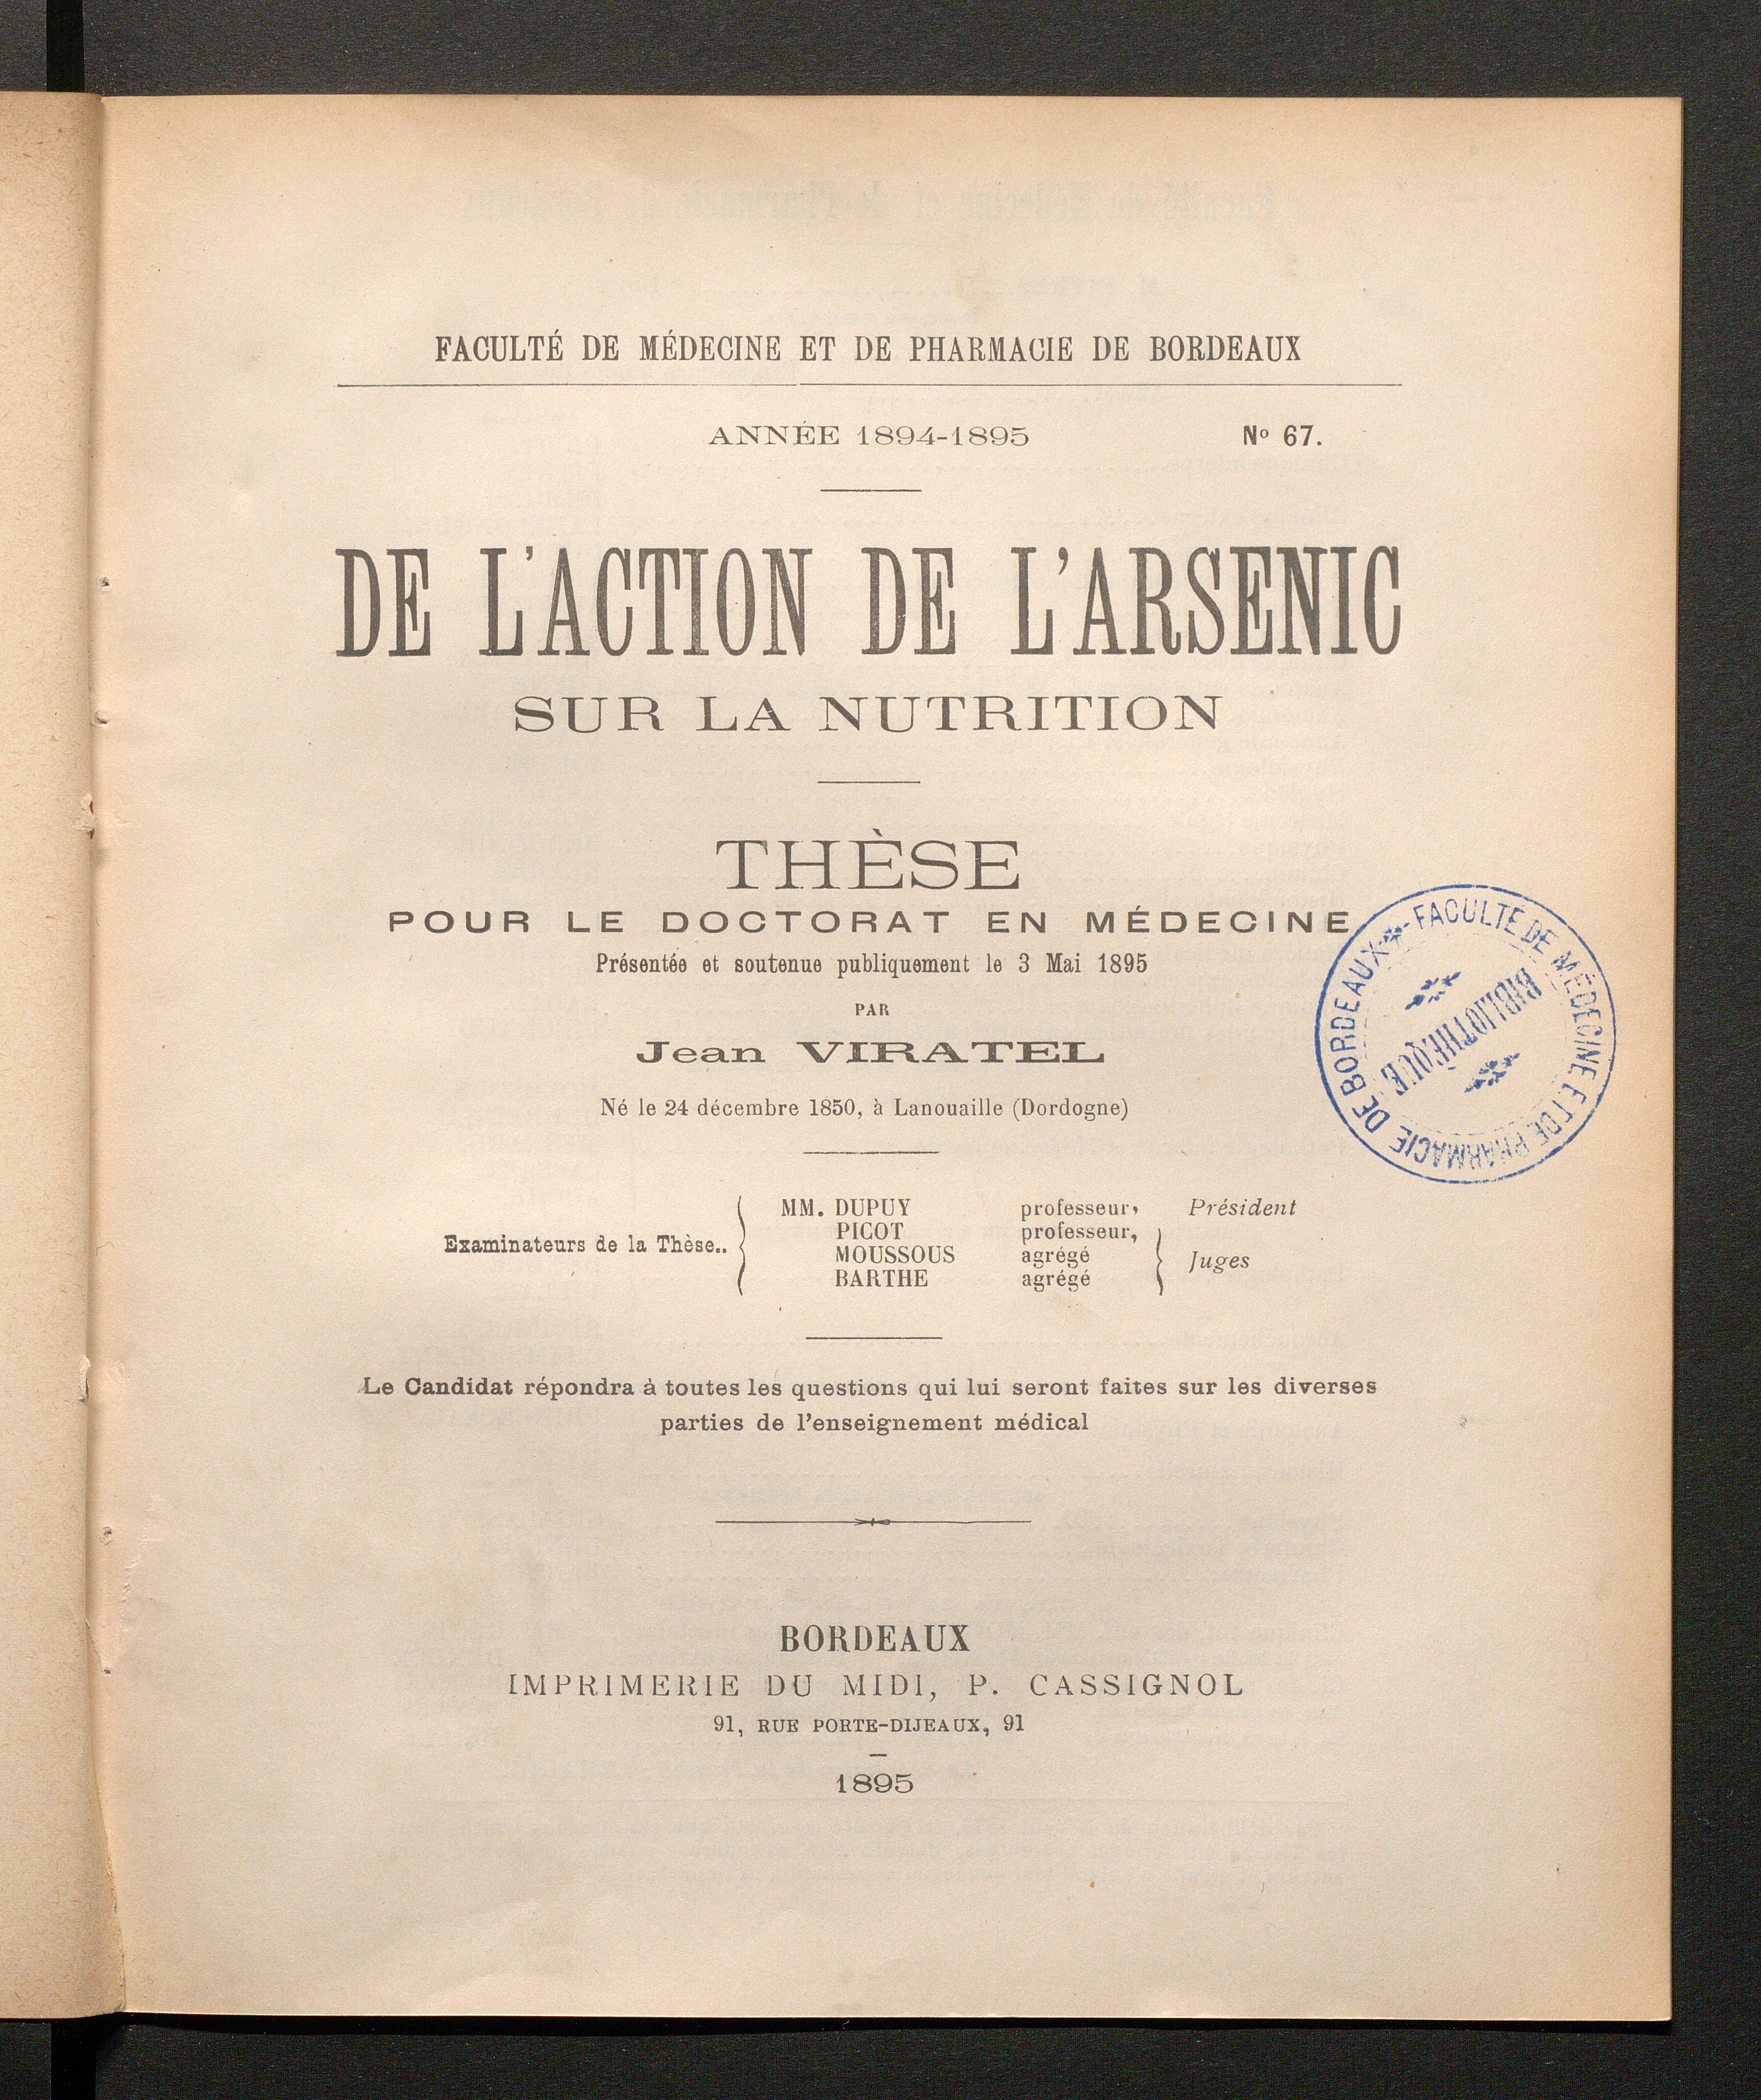 FACULTÉ DE MÉDECINE ET DE PHARMACIE DE BORDEAUX
ANNÉE 1894-1895 Nº 67.
DE L'ACTION DE L'ARSENIC
SUR LA NUTRITION
THÈSE
POUR LE DOCTORAT EN MÉDECINE
Présentée et soutenue publiquement le 3 Mai 1895
PAR
Jean VIRATEL
Né le 24 décembre 1850, à Lanouaille (Dordogne)
FACULTÉ DE MÉDECINE ET DE PHARMACIE DE BORDEAUX
BIBLIOTHÈQUE
Examinateurs de la Thèse..
MM. DUPUY professeur, Président
PICOT professeur,
MOUSSOUS agrégé
BARTHE agrégé
Juges
Le Candidat répondra à toutes les questions qui lui seront faites sur les diverses
parties de l'enseignement médical
BORDEAUX
IMPRIMERIE DU MIDI, P. CASSIGNOL
91, RUE PORTE-DIJEAUX, 91
1895